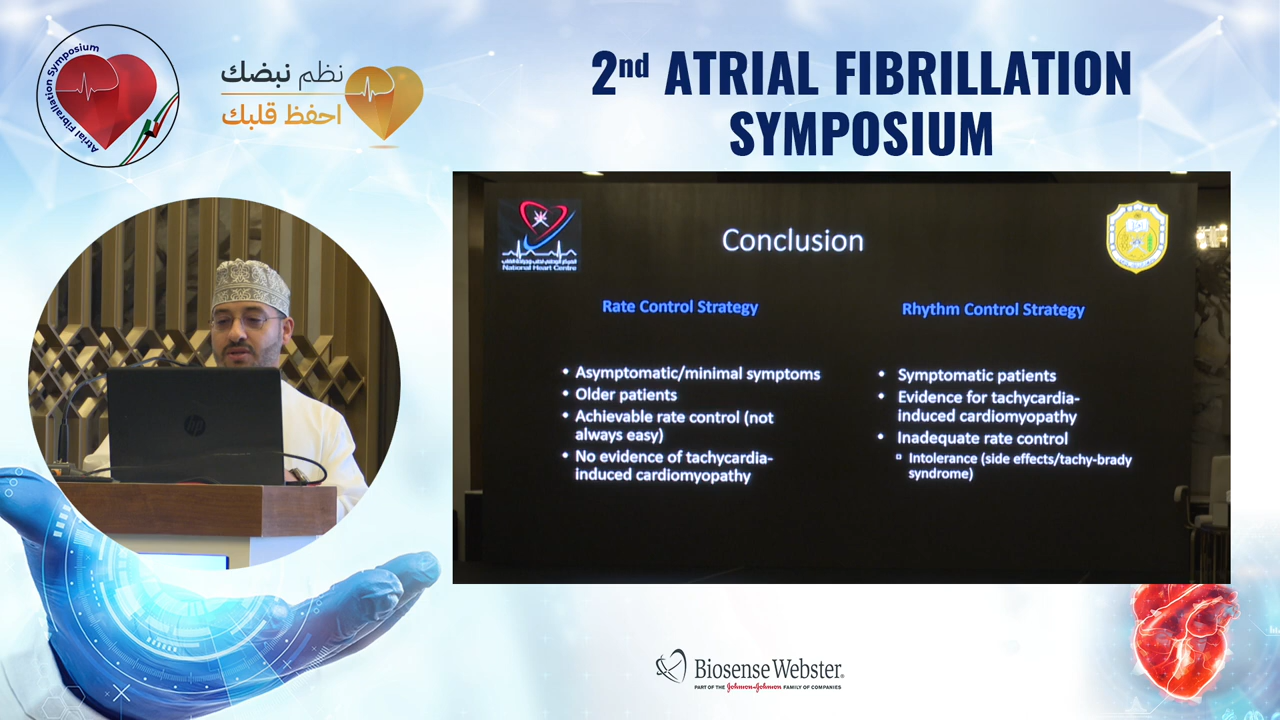 Atrial Fibrallation Symposium
نظم نبضك
احفظ قلبك
2nd ATRIAL FIBRILLATION
SYMPOSIUM
National Heart Centre
Conclusion
Rate Control Strategy
• Asymptomatic/minimal symptoms
• Older patients
• Achievable rate control (not
always easy)
• No evidence of tachycardia-
induced cardiomyopathy
Rhythm Control Strategy
• Symptomatic patients
• Evidence for tachycardia-
induced cardiomyopathy
• Inadequate rate control
▫ Intolerance (side effects/tachy-brady
syndrome)
hp
Biosense Webster®
PART OF THE Johnson & Johnson FAMILY OF COMPANIES